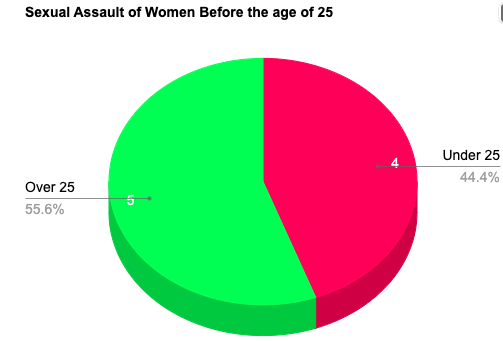 Sexual Assault of Women Before the age of 25
4
Under 25
44.4%
Over 25
5
55.6%